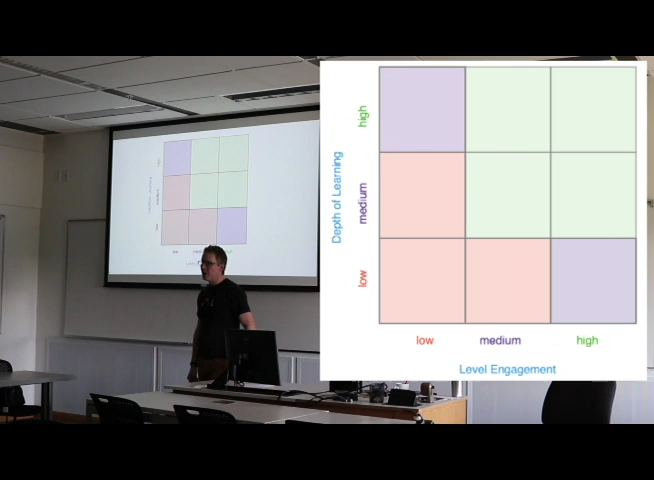 high
Depth of Learning
medium
low
low medium high
Level Engagement